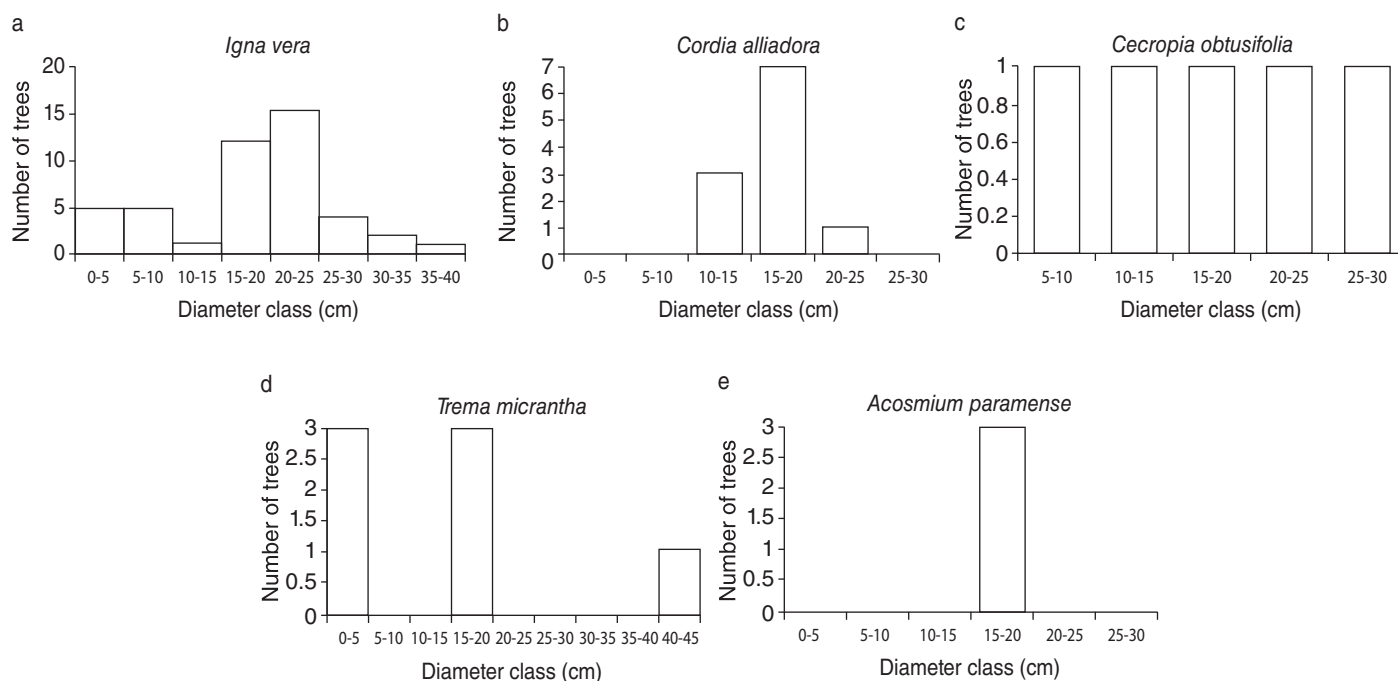 a
Igna vera
Number of trees
20
15
10
5
0
0-5 5-10 10-15 15-20 20-25 25-30 30-35 35-40
Diameter class (cm)
b
Cordia alliadora
Number of trees
7
6
5
4
3
2
1
0
0-5 5-10 10-15 15-20 20-25 25-30
Diameter class (cm)
c
Cecropia obtusifolia
Number of trees
1
0.8
0.6
0.4
0.2
0
5-10 10-15 15-20 20-25 25-30
Diameter class (cm)
d
Trema micrantha
Number of trees
3
2.5
2
1.5
1
0.5
0
0-5 5-10 10-15 15-20 20-25 25-30 30-35 35-40 40-45
Diameter class (cm)
e
Acosmium paramense
Number of trees
3
2.5
2
1.5
1
0.5
0
0-5 5-10 10-15 15-20 20-25 25-30
Diameter class (cm)